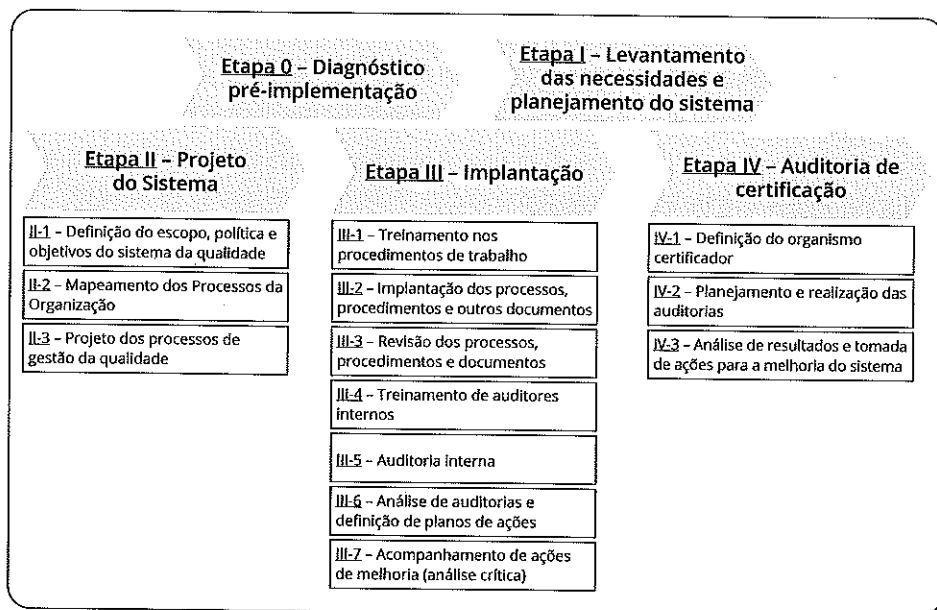 Etapa 0 – Diagnóstico
pré-implementação
Etapa I – Levantamento
das necessidades e
planejamento do sistema
Etapa II – Projeto
do Sistema
II-1 – Definição do escopo, política e
objetivos do sistema da qualidade
II-2 – Mapeamento dos Processos da
Organização
II-3 – Projeto dos processos de
gestão da qualidade
Etapa III – Implantação
III-1 – Treinamento nos
procedimentos de trabalho
III-2 – Implantação dos processos,
procedimentos e outros documentos
III-3 – Revisão dos processos,
procedimentos e documentos
III-4 – Treinamento de auditores
internos
III-5 – Auditoria interna
III-6 – Análise de auditorias e
definição de planos de ações
III-7 – Acompanhamento de ações
de melhoria (análise crítica)
Etapa IV – Auditoria de
certificação
IV-1 – Definição do organismo
certificador
IV-2 – Planejamento e realização das
auditorias
IV-3 – Análise de resultados e tomada
de ações para a melhoria do sistema